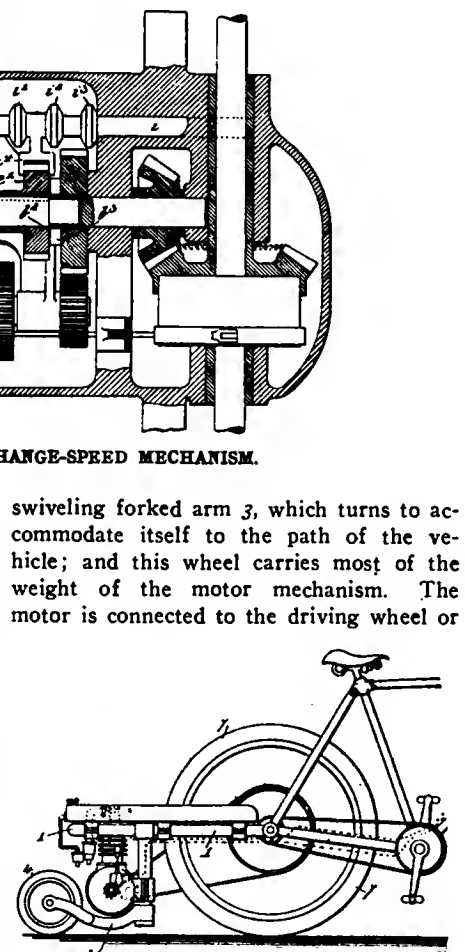 HANGE-SPEED MECHANISM.
swiveling forked arm 3, which turns to ac-
commodate itself to the path of the ve-
hicle; and this wheel carries most of the
weight of the motor mechanism. The
motor is connected to the driving wheel or